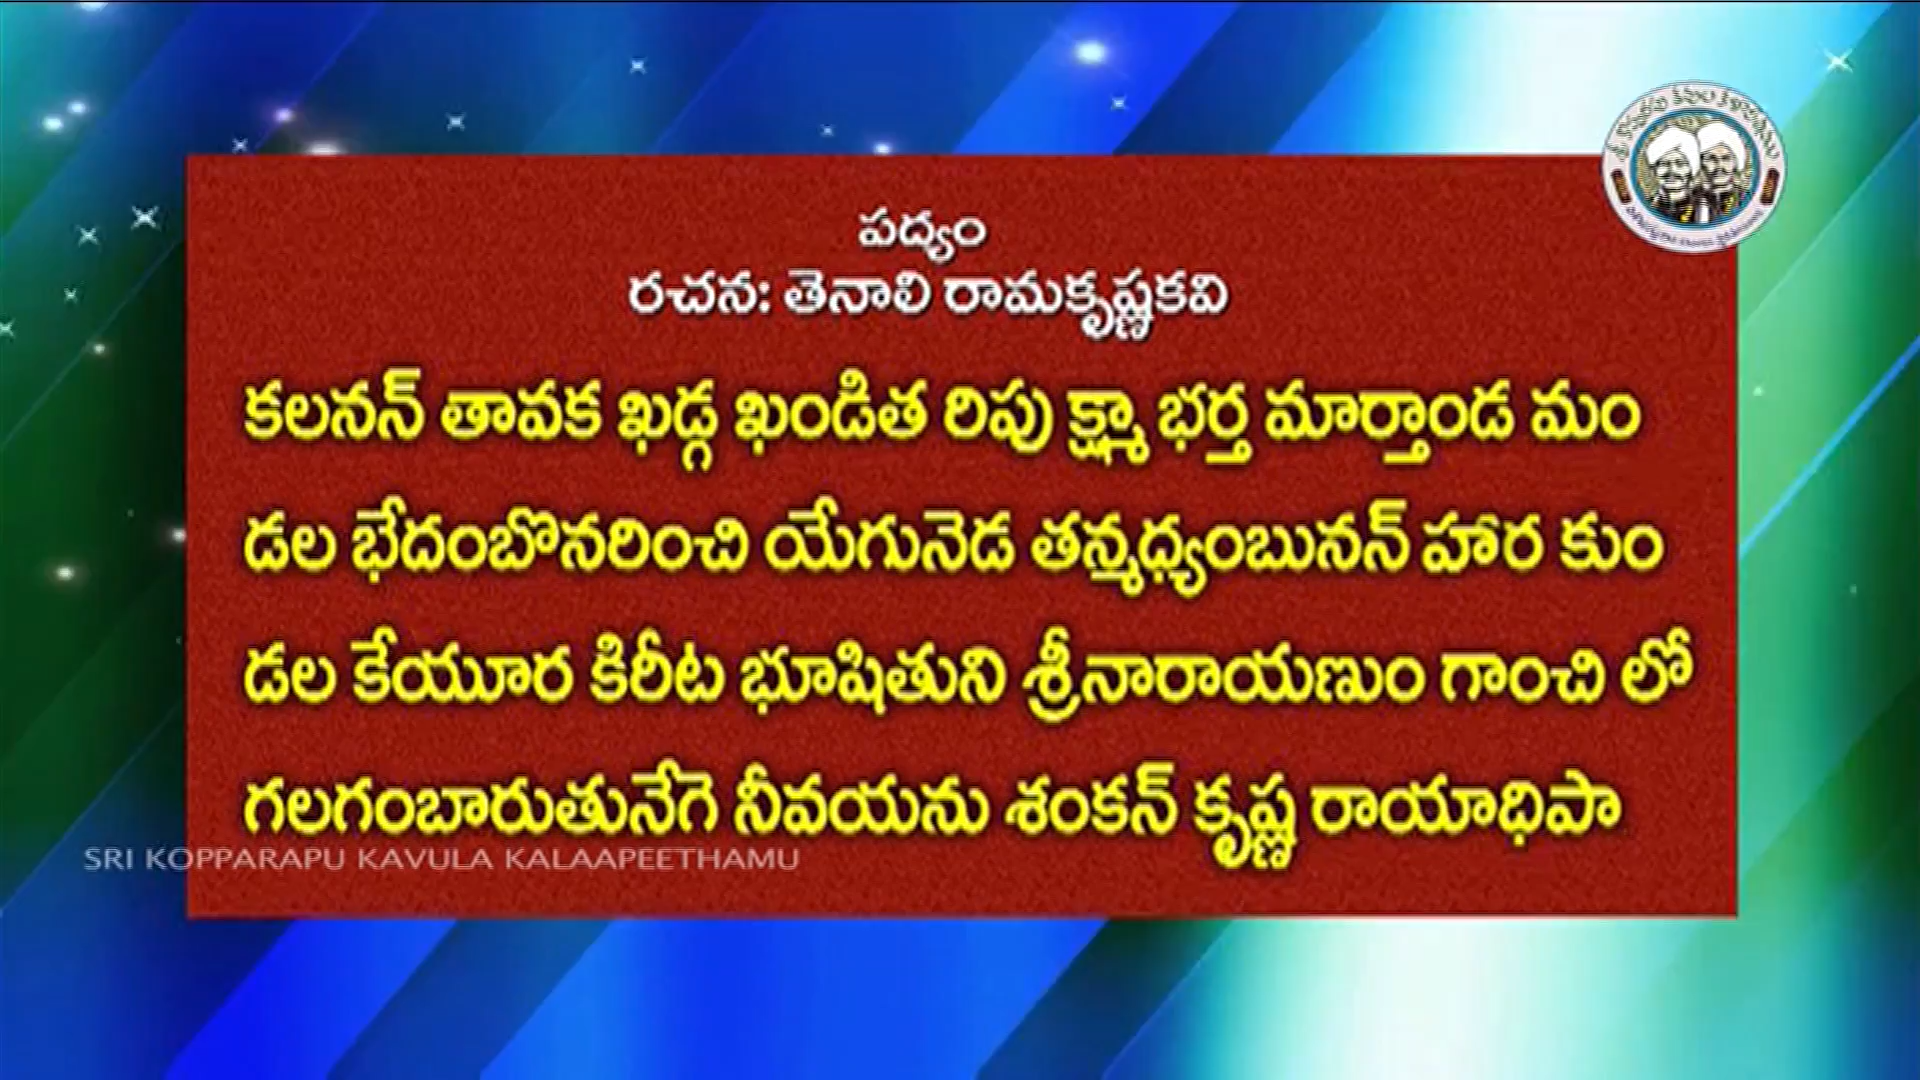 పద్యం
రచన: తెనాలి రామకృష్ణకవి
కలనన్ తావక ఖడ్గ ఖండిత రిపు క్ష్మా భర్త మార్తాండ మం
డల భేదంబొనరించి యేగునెడ తన్మధ్యంబునన్ హార కుం
డల కేయూర కిరీట భూషితుని శ్రీనారాయణుం గాంచి లో
గలగంబారుతునేగె నీవయను శంకన్ కృష్ణ రాయాధిపా
SRI KOPPARAPU KAVULA KALAAPEETHAMU